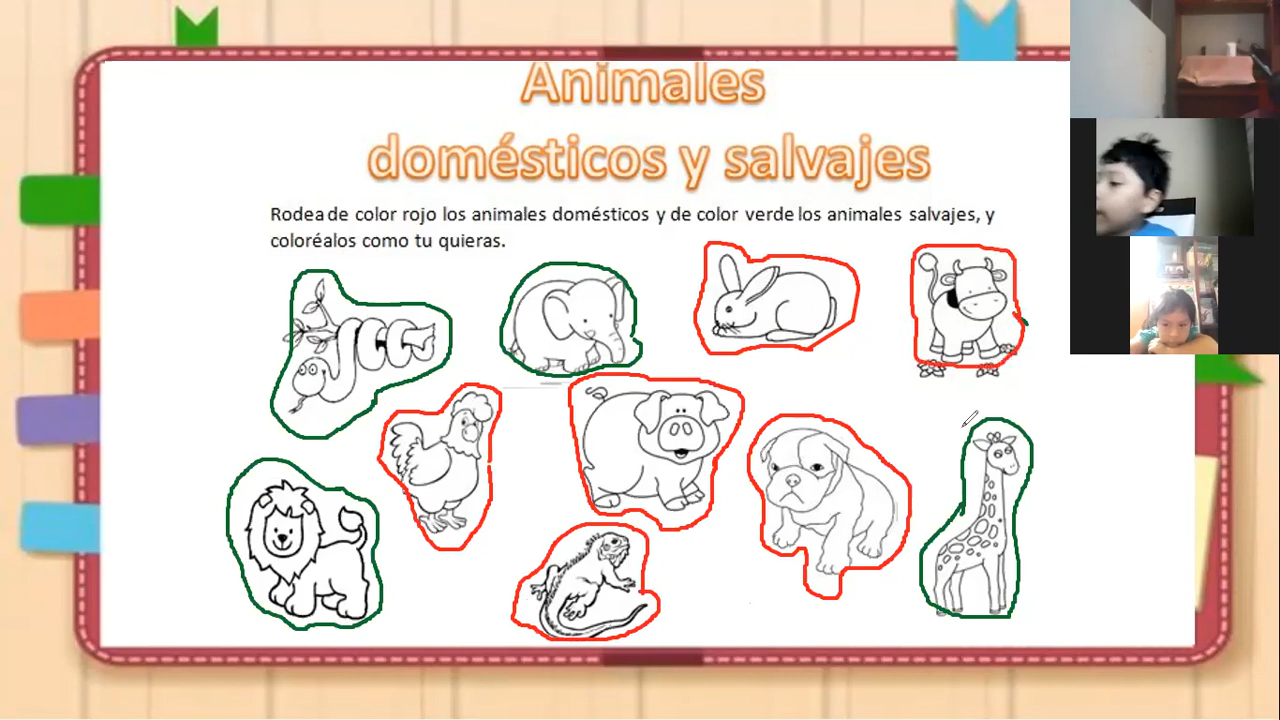 Animales
domésticos y salvajes
Rodea de color rojo los animales domésticos y de color verde los animales salvajes, y
coloréalos como tu quieras.